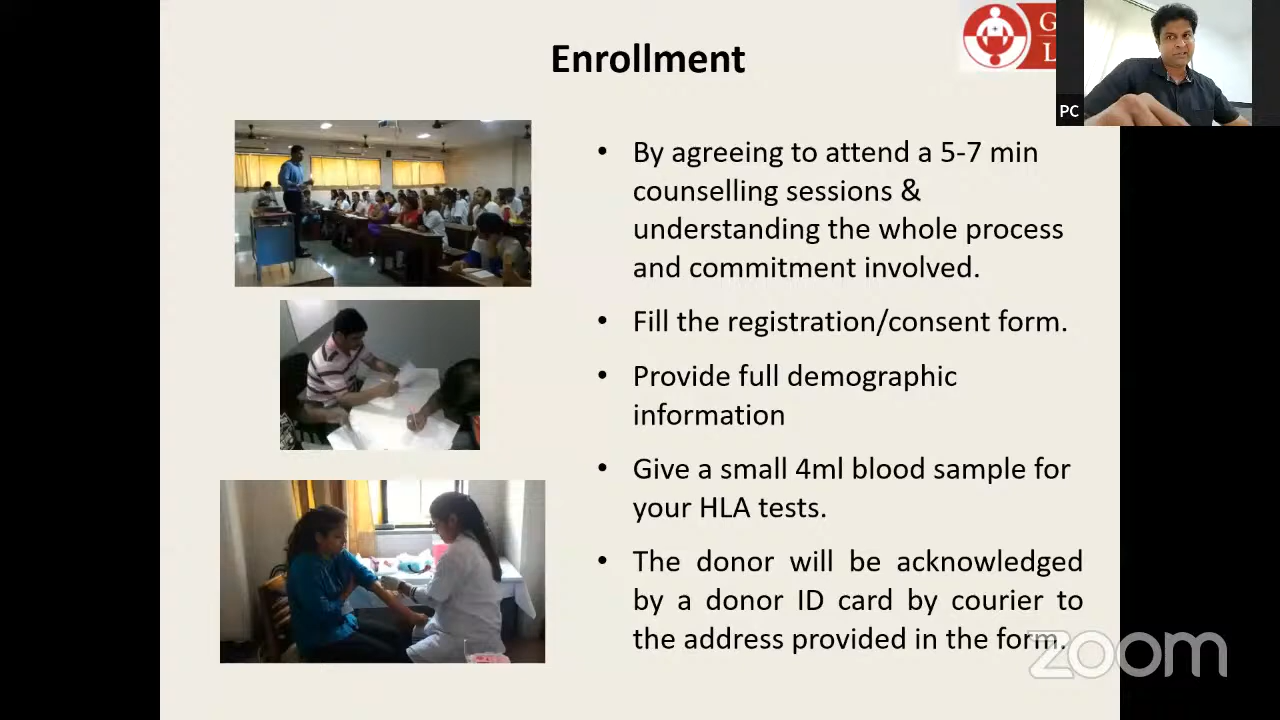 Enrollment
G
L
PC
• By agreeing to attend a 5-7 min
counselling sessions &
understanding the whole process
and commitment involved.
• Fill the registration/consent form.
• Provide full demographic
information
• Give a small 4ml blood sample for
your HLA tests.
• The donor will be acknowledged
by a donor ID card by courier to
the address provided in the form.
zoom